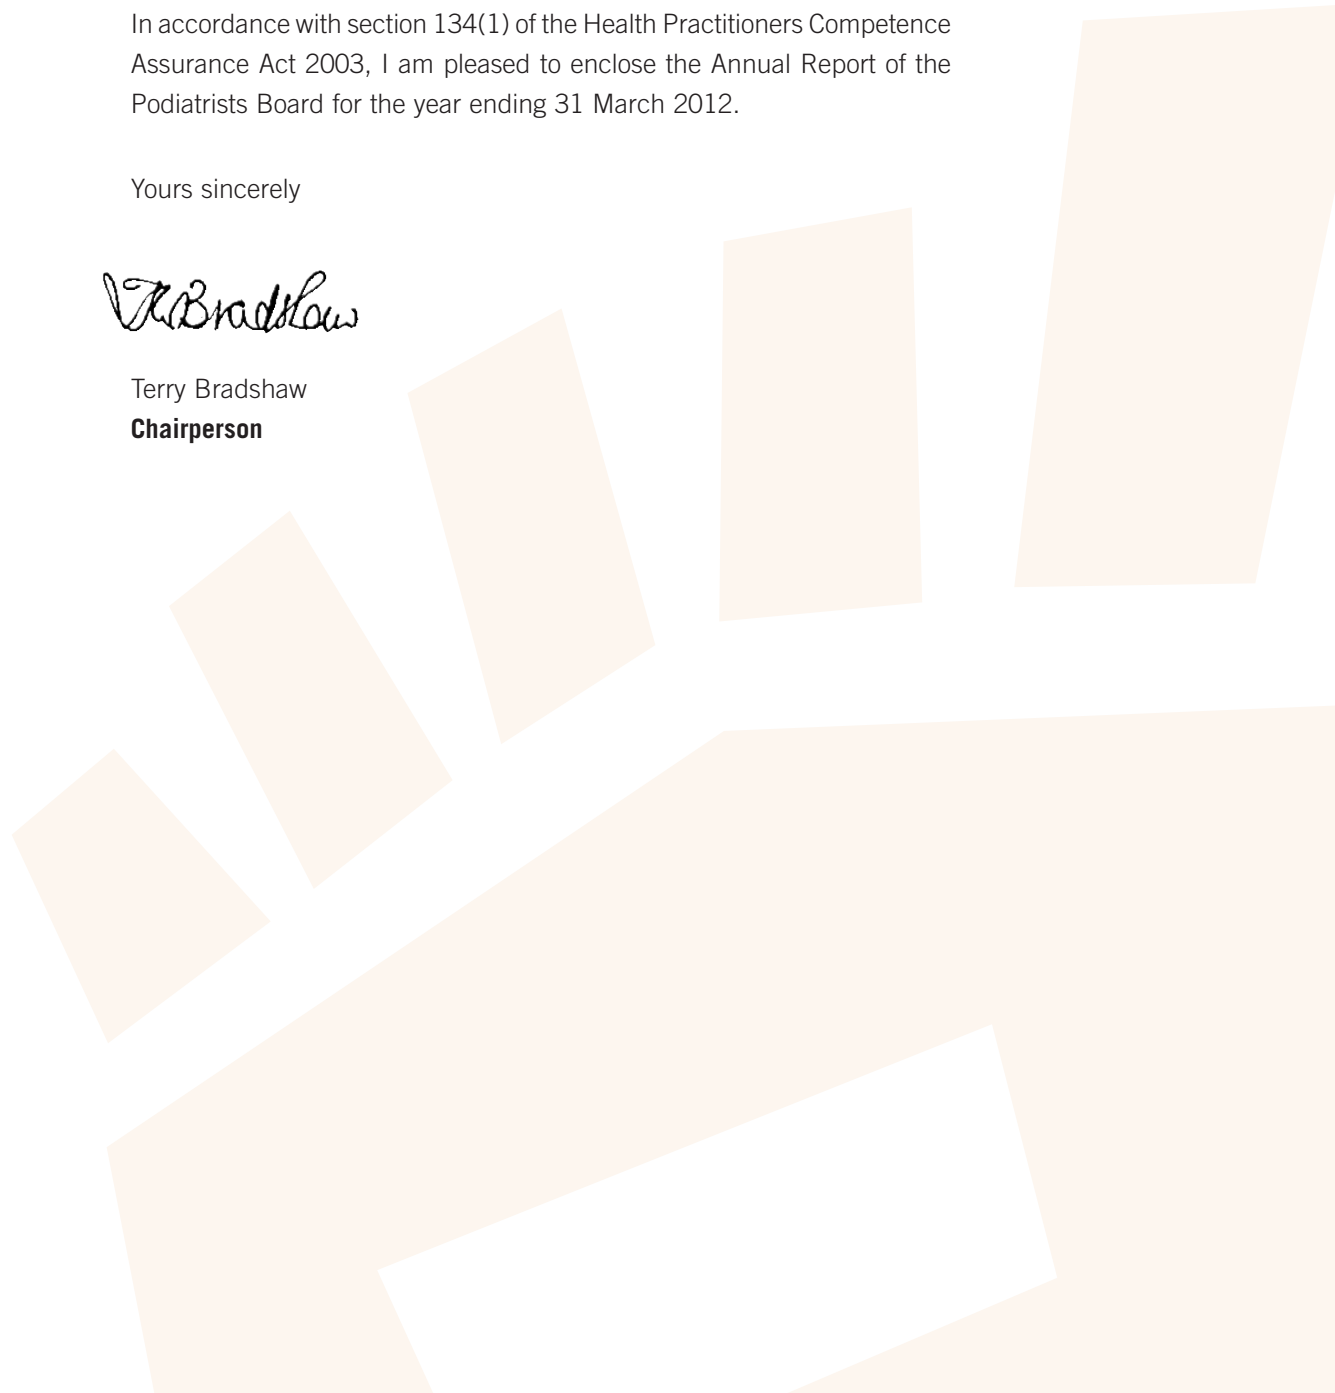 In accordance with section 134(1) of the Health Practitioners Competence
Assurance Act 2003, I am pleased to enclose the Annual Report of the
Podiatrists Board for the year ending 31 March 2012.
Yours sincerely
Bradshaw
Terry Bradshaw
Chairperson